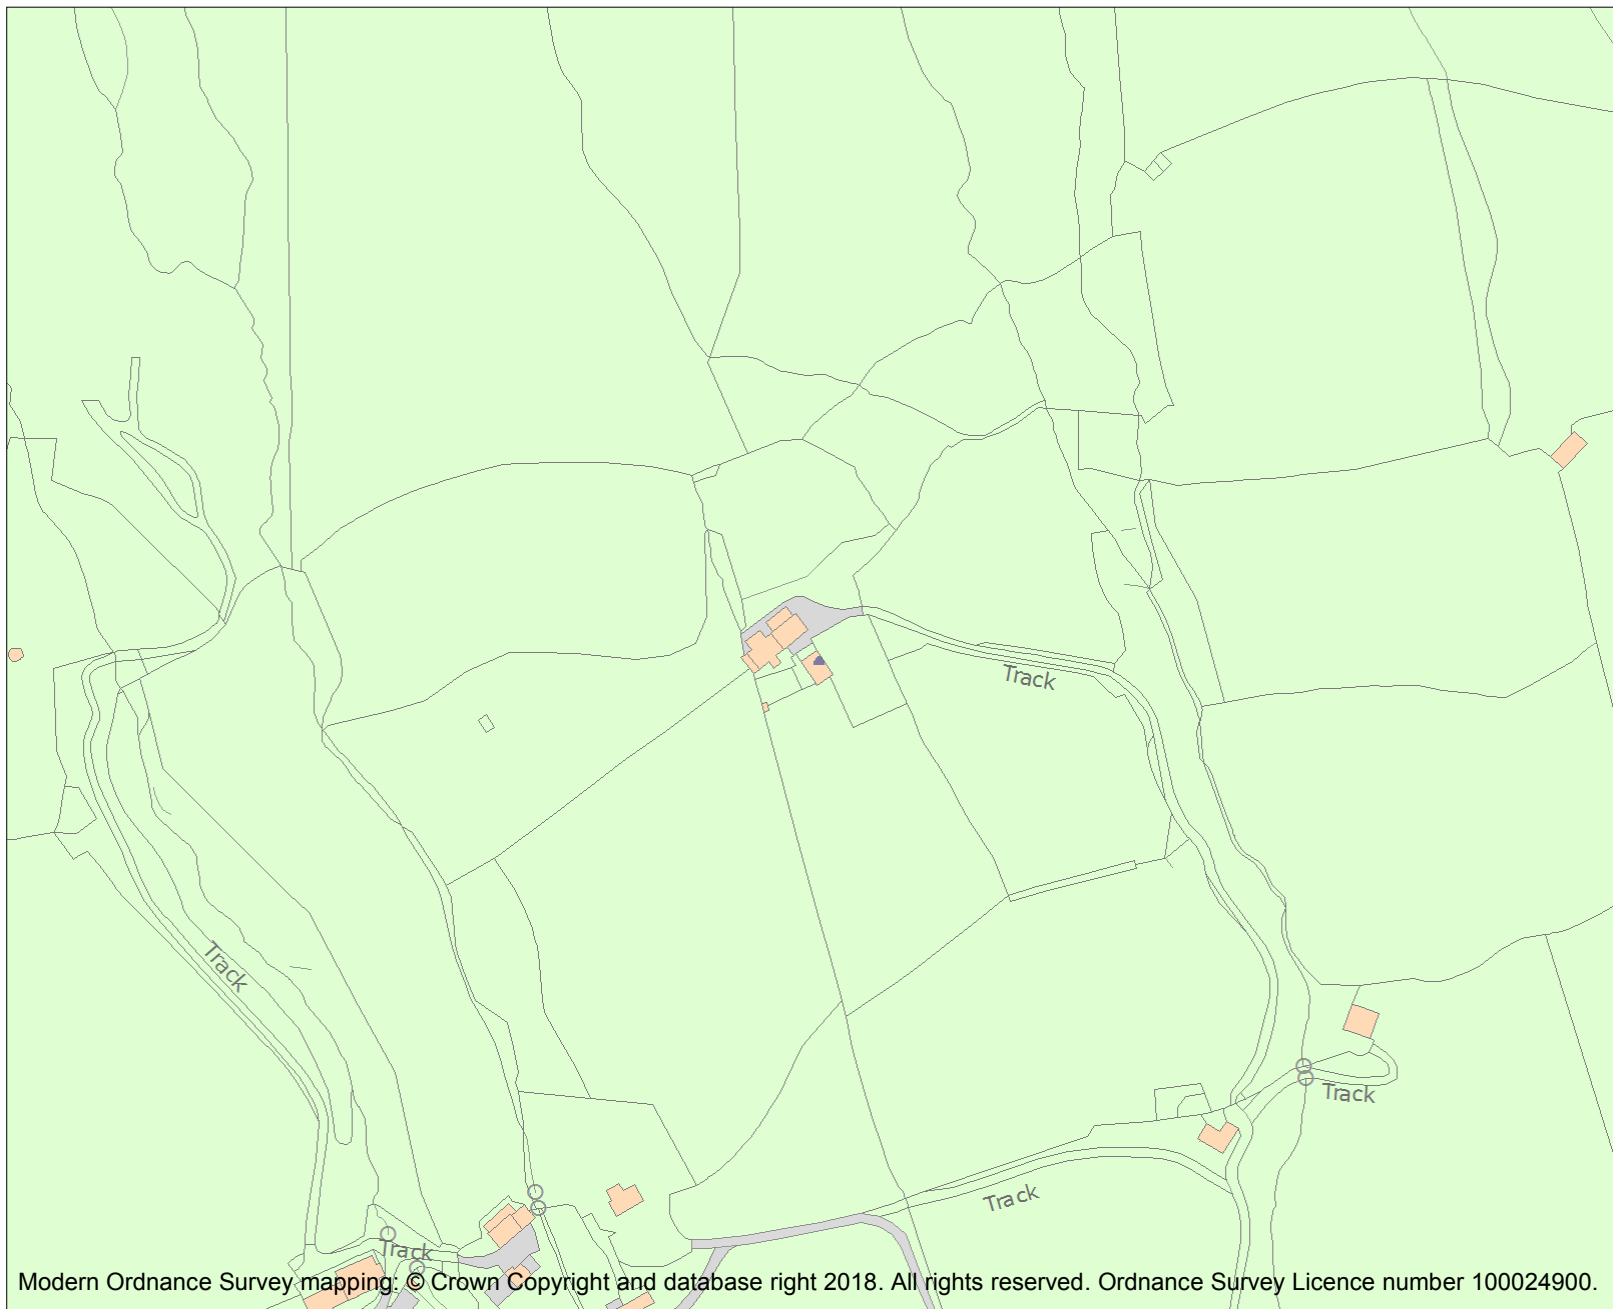 Track
Track
Track
Track
Track
Modern Ordnance Survey mapping: © Crown Copyright and database right 2018. All rights reserved. Ordnance Survey Licence number 100024900.